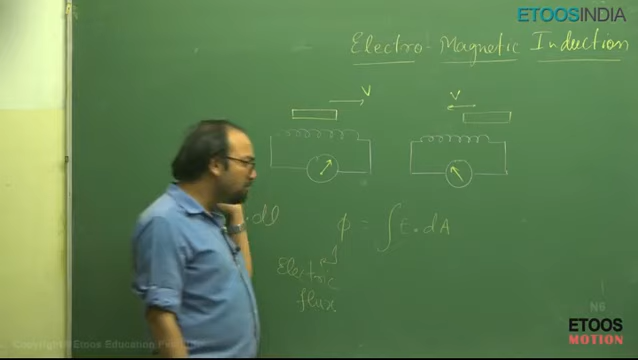 ETOOSINDIA
Electro-Magnetic Induction
V
V
. dl
ϕ = ∫ E . dA
Electric
flux
N6
ETOOS
MOTION